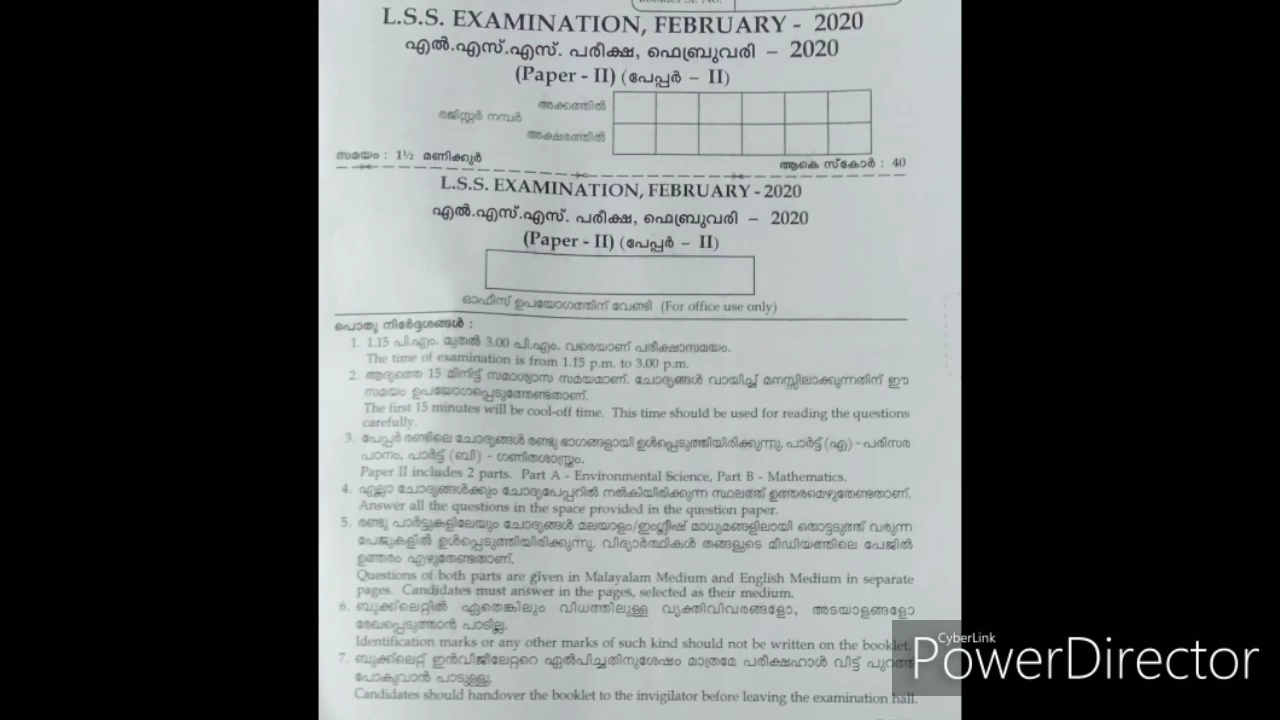 Booklet Sl. No.
L.S.S. EXAMINATION, FEBRUARY - 2020
എൽ.എസ്.എസ്. പരീക്ഷ, ഫെബ്രുവരി – 2020
(Paper - II) (പേപ്പർ – II)
അക്കത്തിൽ
രജിസ്റ്റർ നമ്പർ
അക്ഷരത്തിൽ
സമയം : 1½ മണിക്കൂർ
ആകെ സ്കോർ : 40
L.S.S. EXAMINATION, FEBRUARY - 2020
എൽ.എസ്.എസ്. പരീക്ഷ, ഫെബ്രുവരി – 2020
(Paper - II) (പേപ്പർ – II)
ഓഫീസ് ഉപയോഗത്തിന് വേണ്ടി (For office use only)
പൊതു നിർദ്ദേശങ്ങൾ :
1. 1.15 പി.എം. മുതൽ 3.00 പി.എം. വരെയാണ് പരീക്ഷാസമയം.
The time of examination is from 1.15 p.m. to 3.00 p.m.
2. ആദ്യത്തെ 15 മിനിട്ട് സമാശ്വാസ സമയമാണ്. ചോദ്യങ്ങൾ വായിച്ച് മനസ്സിലാക്കുന്നതിന് ഈ
സമയം ഉപയോഗപ്പെടുത്തേണ്ടതാണ്.
The first 15 minutes will be cool-off time. This time should be used for reading the questions
carefully.
3. പേപ്പർ രണ്ടിലെ ചോദ്യങ്ങൾ രണ്ടു ഭാഗങ്ങളായി ഉൾപ്പെടുത്തിയിരിക്കുന്നു. പാർട്ട് (എ) - പരിസര
പഠനം, പാർട്ട് (ബി) - ഗണിതശാസ്ത്രം.
Paper II includes 2 parts. Part A - Environmental Science, Part B - Mathematics.
4. എല്ലാ ചോദ്യങ്ങൾക്കും ചോദ്യപേപ്പറിൽ നൽകിയിരിക്കുന്ന സ്ഥലത്ത് ഉത്തരമെഴുതേണ്ടതാണ്.
Answer all the questions in the space provided in the question paper.
5. രണ്ടു പാർട്ടുകളിലേയും ചോദ്യങ്ങൾ മലയാളം/ഇംഗ്ലീഷ് മാധ്യമങ്ങളിലായി തൊട്ടടുത്ത് വരുന്ന
പേജുകളിൽ ഉൾപ്പെടുത്തിയിരിക്കുന്നു. വിദ്യാർത്ഥികൾ തങ്ങളുടെ മീഡിയത്തിലെ പേജിൽ
ഉത്തരം എഴുതേണ്ടതാണ്.
Questions of both parts are given in Malayalam Medium and English Medium in separate
pages. Candidates must answer in the pages, selected as their medium.
6. ബുക്ക്‌ലെറ്റിൽ ഏതെങ്കിലും വിധത്തിലുള്ള വ്യക്തിവിവരങ്ങളോ, അടയാളങ്ങളോ
രേഖപ്പെടുത്താൻ പാടില്ല.
Identification marks or any other marks of such kind should not be written on the booklet.
7. ബുക്ക്‌ലെറ്റ് ഇൻവിജിലേറ്ററെ ഏൽപിച്ചതിനുശേഷം മാത്രമേ പരീക്ഷഹാൾ വിട്ട് പുറത്ത്
പോകുവാൻ പാടുള്ളൂ.
Candidates should handover the booklet to the invigilator before leaving the examination hall.
CyberLink
PowerDirector